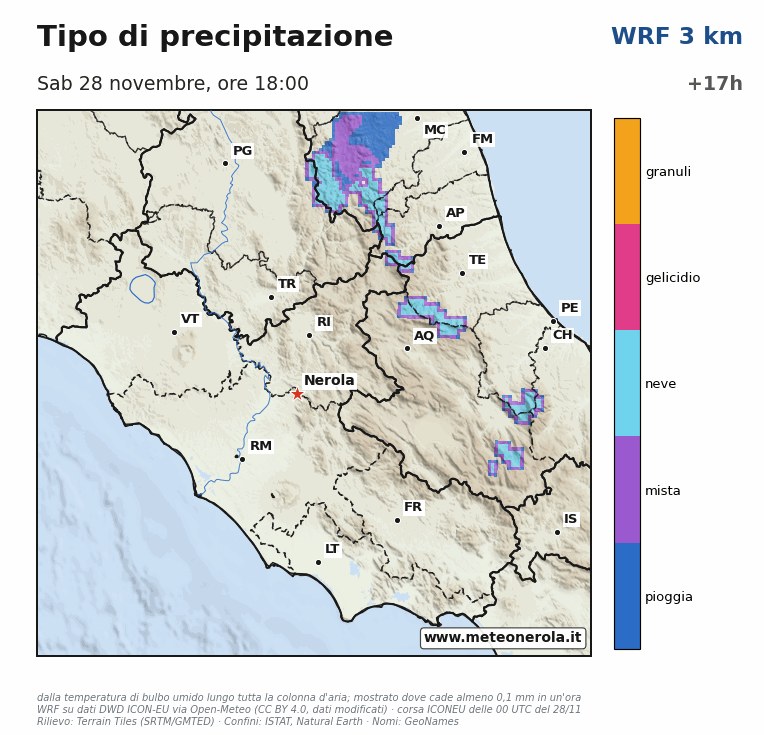 Tipo di precipitazione
WRF 3 km
Sab 28 novembre, ore 18:00
+17h
MC
FM
PG
AP
TE
TR
PE
VT
RI
AQ
CH
Nerola
RM
FR
IS
LT
www.meteonerola.it
granuli
gelicidio
neve
mista
pioggia
dalla temperatura di bulbo umido lungo tutta la colonna d'aria; mostrato dove cade almeno 0,1 mm in un'ora
WRF su dati DWD ICON-EU via Open-Meteo (CC BY 4.0, dati modificati) · corsa ICONEU delle 00 UTC del 28/11
Rilievo: Terrain Tiles (SRTM/GMTED) · Confini: ISTAT, Natural Earth · Nomi: GeoNames